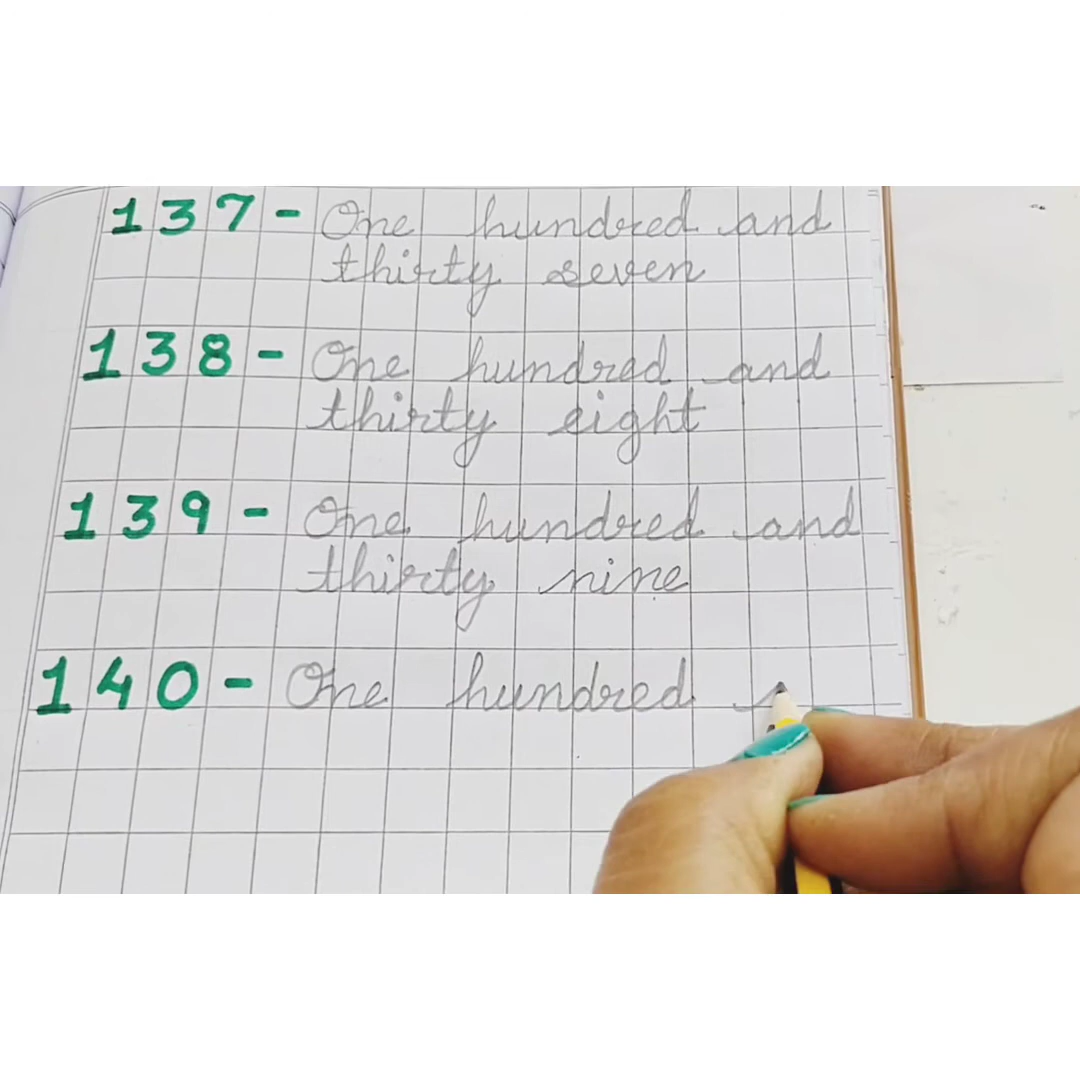 137 - One hundred and
thirty seven
138 - One hundred and
thirty eight
139 - One hundred and
thirty nine
140 - One hundred